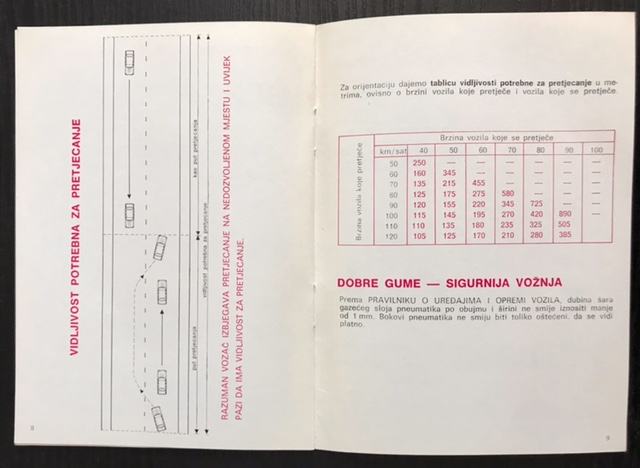 VIDLJIVOST POTREBNA ZA PRETJECANJE
put pretjecanja
kao put pretjecanja
vidljivost potrebna za pretjecanje
RAZUMAN VOZAČ IZBJEGAVA PRETJECANJE NA NEDOZVOLJENOM MJESTU I UVIJEK
PAZI DA IMA VIDLJIVOST ZA PRETJECANJE.
8
Za orijentaciju dajemo tablicu vidljivosti potrebne za pretjecanje u me-
trima, ovisno o brzini vozila koje pretječe i vozila koje se pretječe.
Brzina vozila koje se pretječe
Brzina vozila koje pretječe
km/sat 40 50 60 70 80 90 100
50 250 — — — — — —
60 160 345 — — — — —
70 135 215 455 — — — —
80 125 175 275 580 — — —
90 120 155 220 345 725 — —
100 115 145 195 270 420 890 —
110 110 135 180 235 325 505
120 105 125 170 210 280 385
DOBRE GUME — SIGURNIJA VOŽNJA
Prema PRAVILNIKU O UREĐAJIMA I OPREMI VOZILA, dubina šara
gazećeg sloja pneumatika po obujmu i širini ne smije iznositi manje
od 1 mm. Bokovi pneumatika ne smiju biti toliko oštećeni, da se vidi
platno.
9